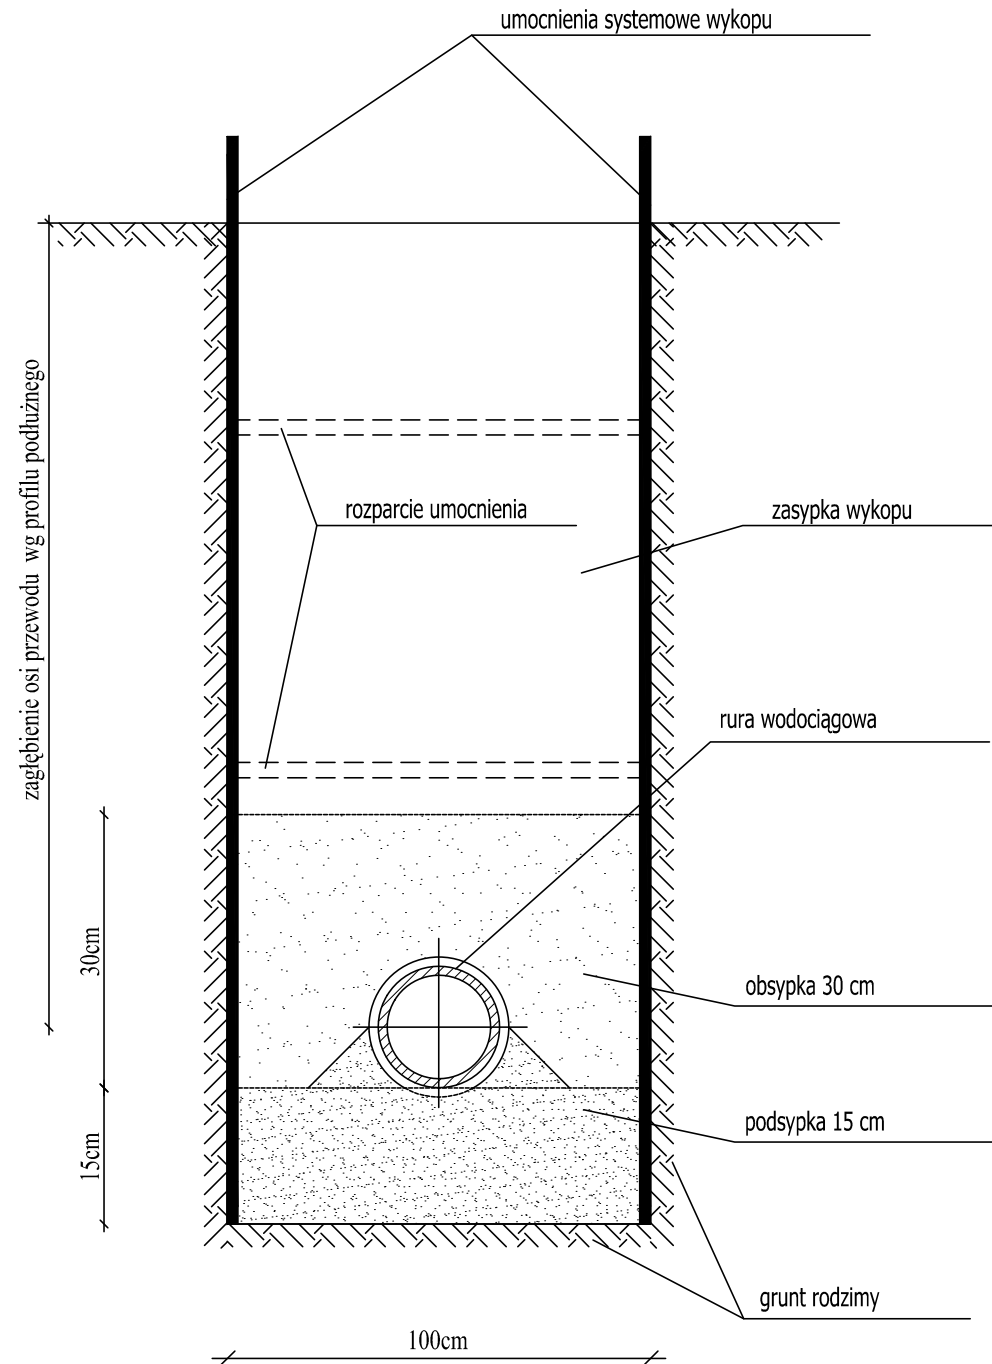 umocnienia systemowe wykopu
zagłębienie osi przewodu wg profilu podłużnego
rozparcie umocnienia
zasypka wykopu
rura wodociągowa
30cm
obsypka 30 cm
15cm
podsypka 15 cm
grunt rodzimy
100cm